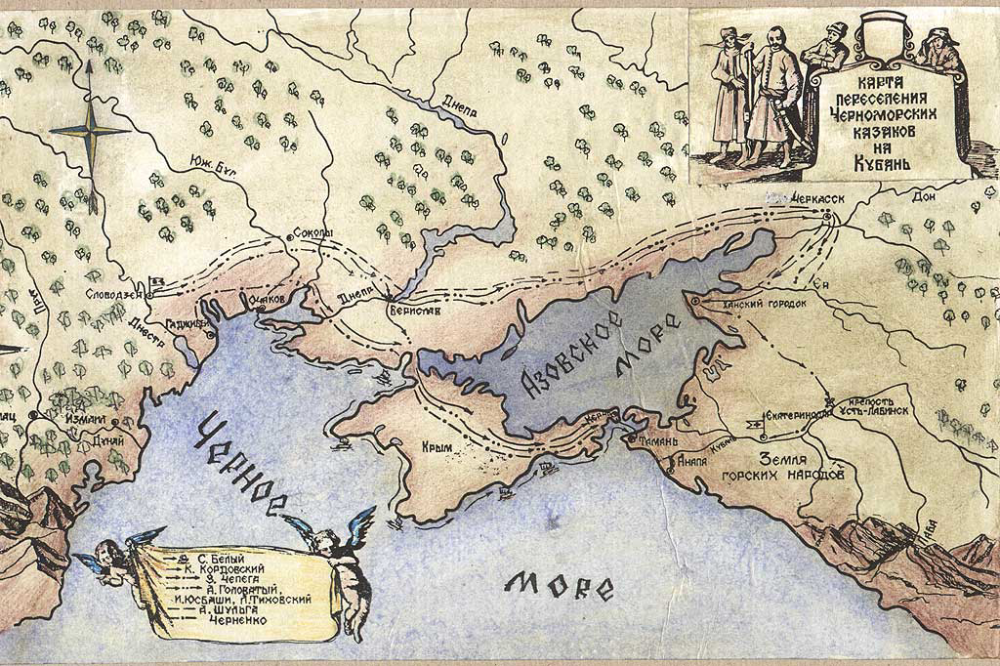 КАРТА
ПЕРЕСЕЛЕНИЯ
ЧЕРНОМОРСКИХ
КАЗАКОВ
НА
КУБАНЬ
Днепр
Юж. Буг
Соколы
Черкасск
Дон
Слободзея
Очаков
Днепр
Берислав
Гаджибей
Днестр
Прут
Ея
Ханский городок
Азовское
море
Измаил
Дунай
Черное
Крым
Керчь
Тамань
Анапа
Кубань
Екатеринодар
крепость
Усть-Лабинск
Земля
горских народов
Лаба
море
С. Белый
К. Кордовский
З. Чепега
А. Головатый,
И. Юсбаши, Л. Тиховский
А. Шульга
Черненко